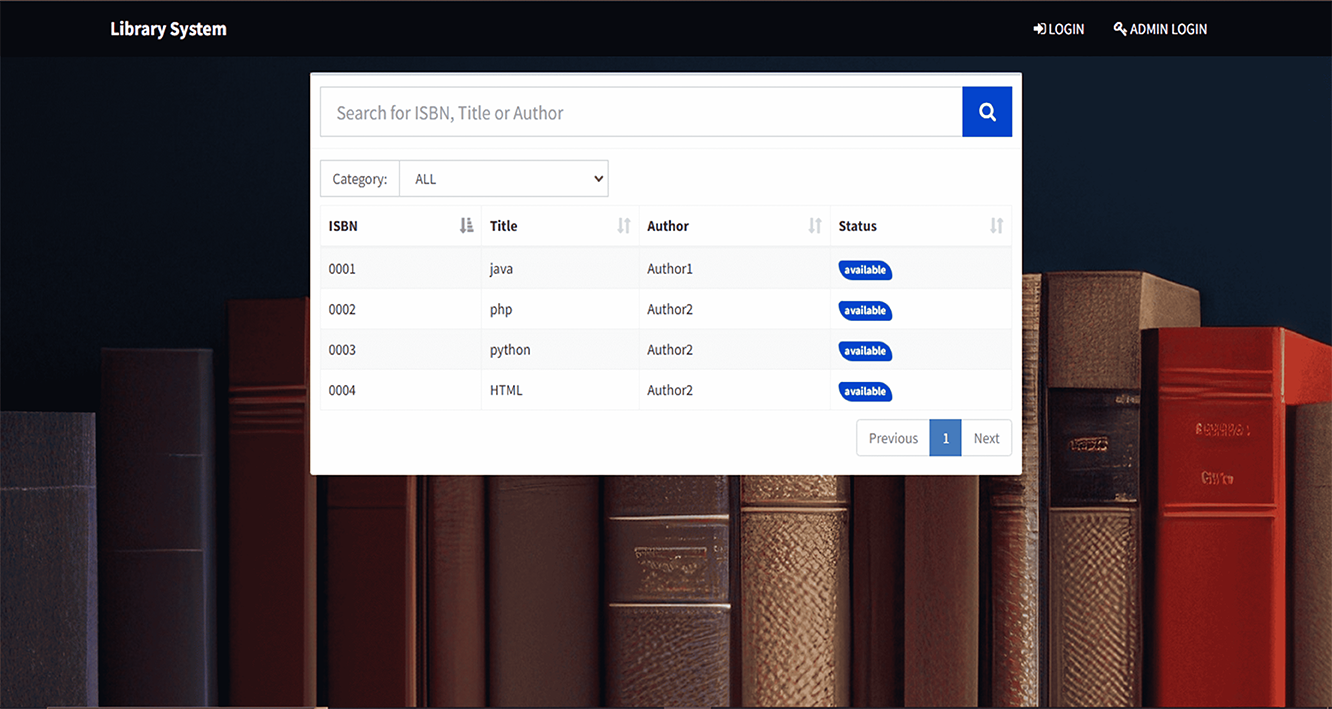 Library System LOGIN ADMIN LOGIN
Search for ISBN, Title or Author
Category: ALL
ISBN Title Author Status
0001 java Author1 available
0002 php Author2 available
0003 python Author2 available
0004 HTML Author2 available
Previous 1 Next